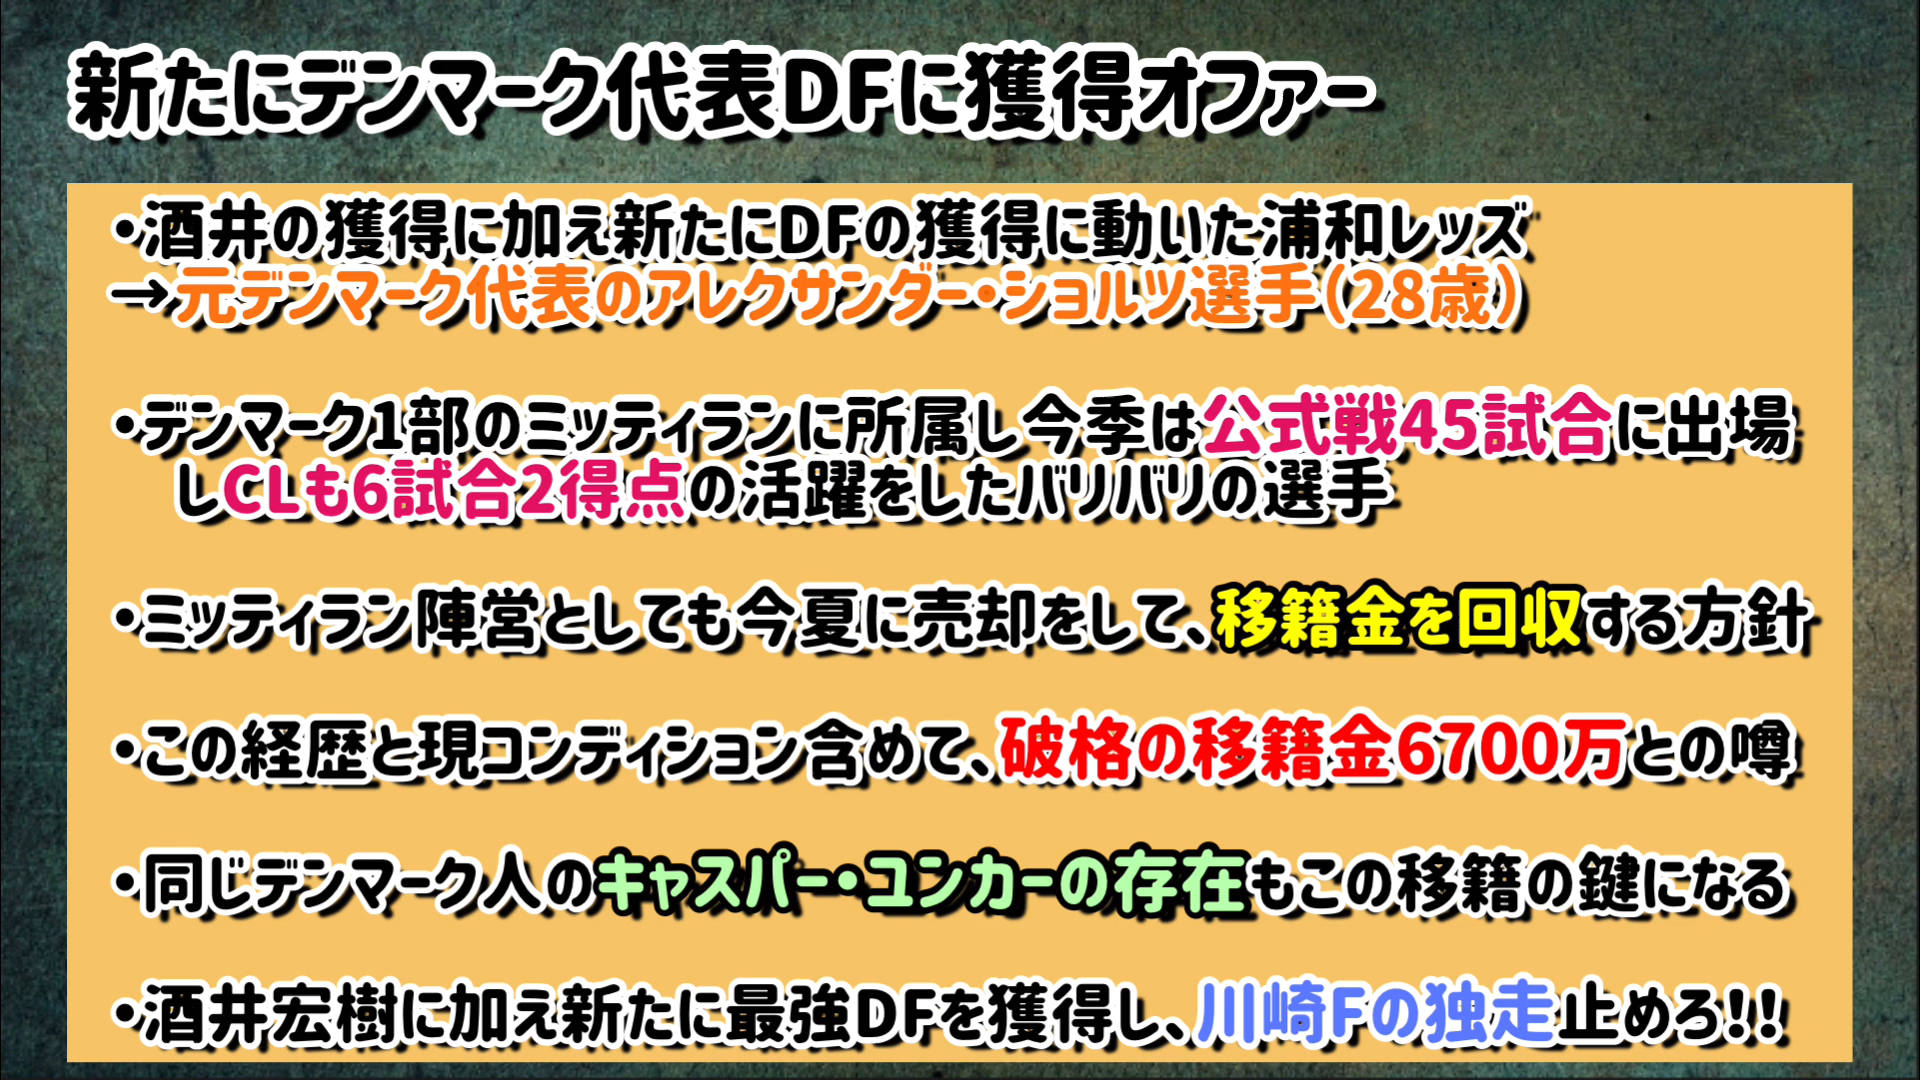 新たにデンマーク代表DFに獲得オファー
・酒井の獲得に加え新たにDFの獲得に動いた浦和レッズ
→元デンマーク代表のアレクサンダー・ショルツ選手(28歳)
・デンマーク1部のミッティランに所属し今季は公式戦45試合に出場
しCLも6試合2得点の活躍をしたバリバリの選手
・ミッティラン陣営としても今夏に売却をして、移籍金を回収する方針
・この経歴と現コンディション含めて、破格の移籍金6700万との噂
・同じデンマーク人のキャスパー・ユンカーの存在もこの移籍の鍵になる
・酒井宏樹に加え新たに最強DFを獲得し、川崎Fの独走止めろ!!